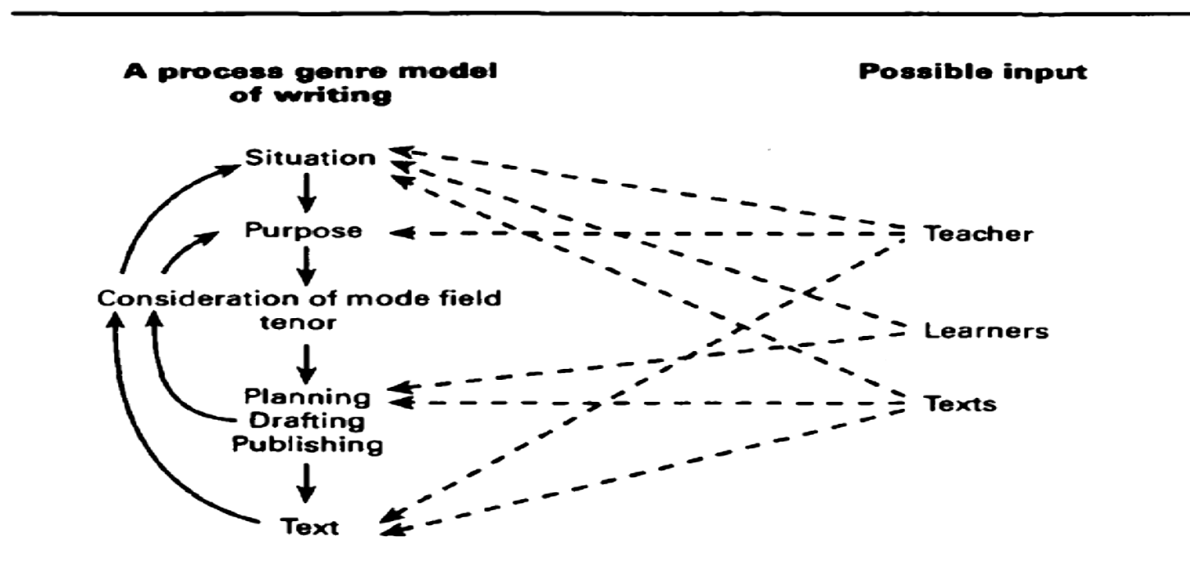 A process genre model
of writing
Possible input
Situation
Purpose
Consideration of mode field
tenor
Planning
Drafting
Publishing
Text
Teacher
Learners
Texts